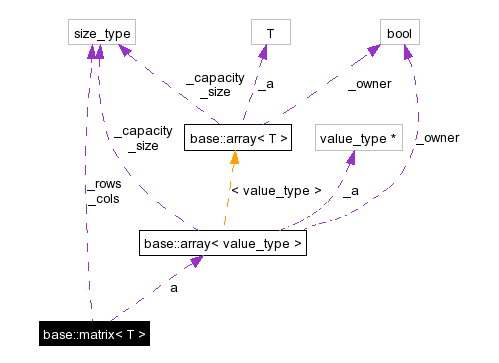 size_type
T
bool
_capacity
_size
_a
_owner
base::array< T >
value_type *
_capacity
_size
_owner
_rows
_cols
< value_type >
_a
base::array< value_type >
a
base::matrix< T >